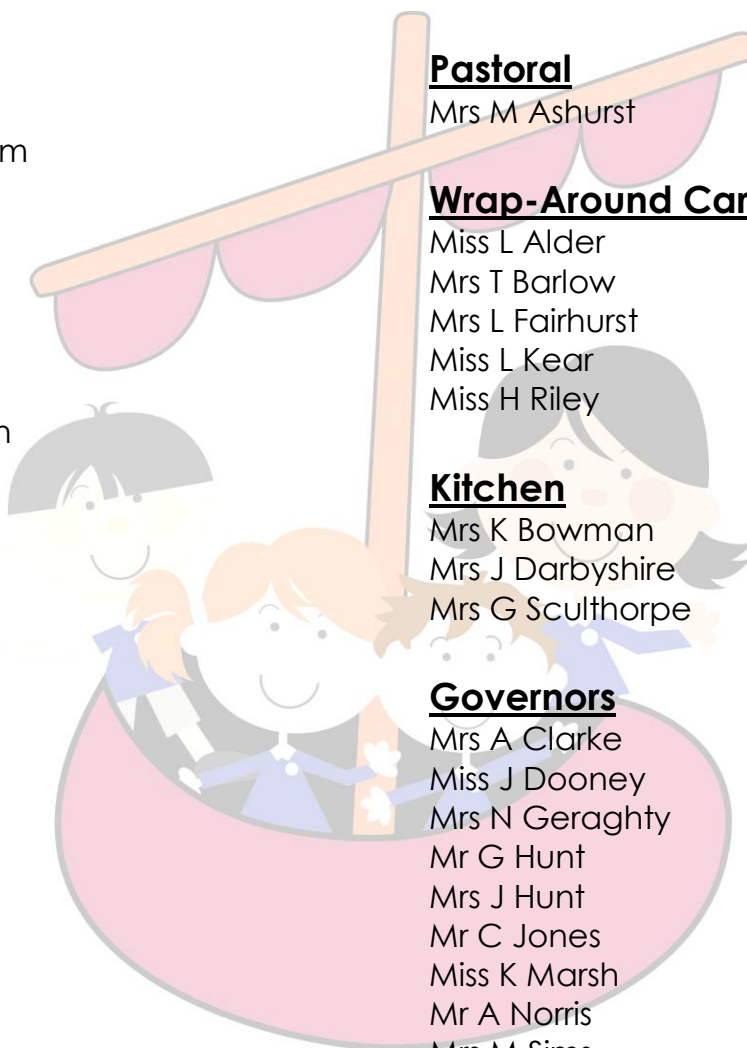 m
n
Pastoral
Mrs M Ashurst
Wrap-Around Car
Miss L Alder
Mrs T Barlow
Mrs L Fairhurst
Miss L Kear
Miss H Riley
Kitchen
Mrs K Bowman
Mrs J Darbyshire
Mrs G Sculthorpe
Governors
Mrs A Clarke
Miss J Dooney
Mrs N Geraghty
Mr G Hunt
Mrs J Hunt
Mr C Jones
Miss K Marsh
Mr A Norris
Mrs M Sims